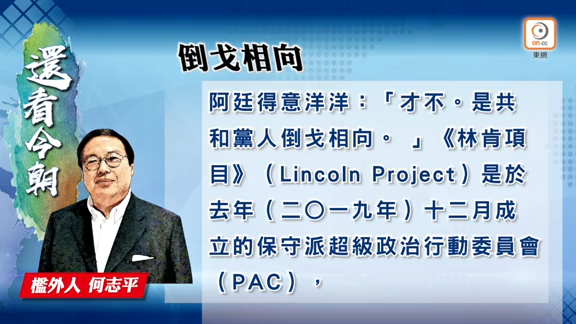 倒戈相向
on.cc
東網
還看今朝
阿廷得意洋洋：「才不。是共
和黨人倒戈相向。 」《林肯項
目》（Lincoln Project）是於
去年（二〇一九年）十二月成
立的保守派超級政治行動委員會
（PAC），
檻外人 何志平